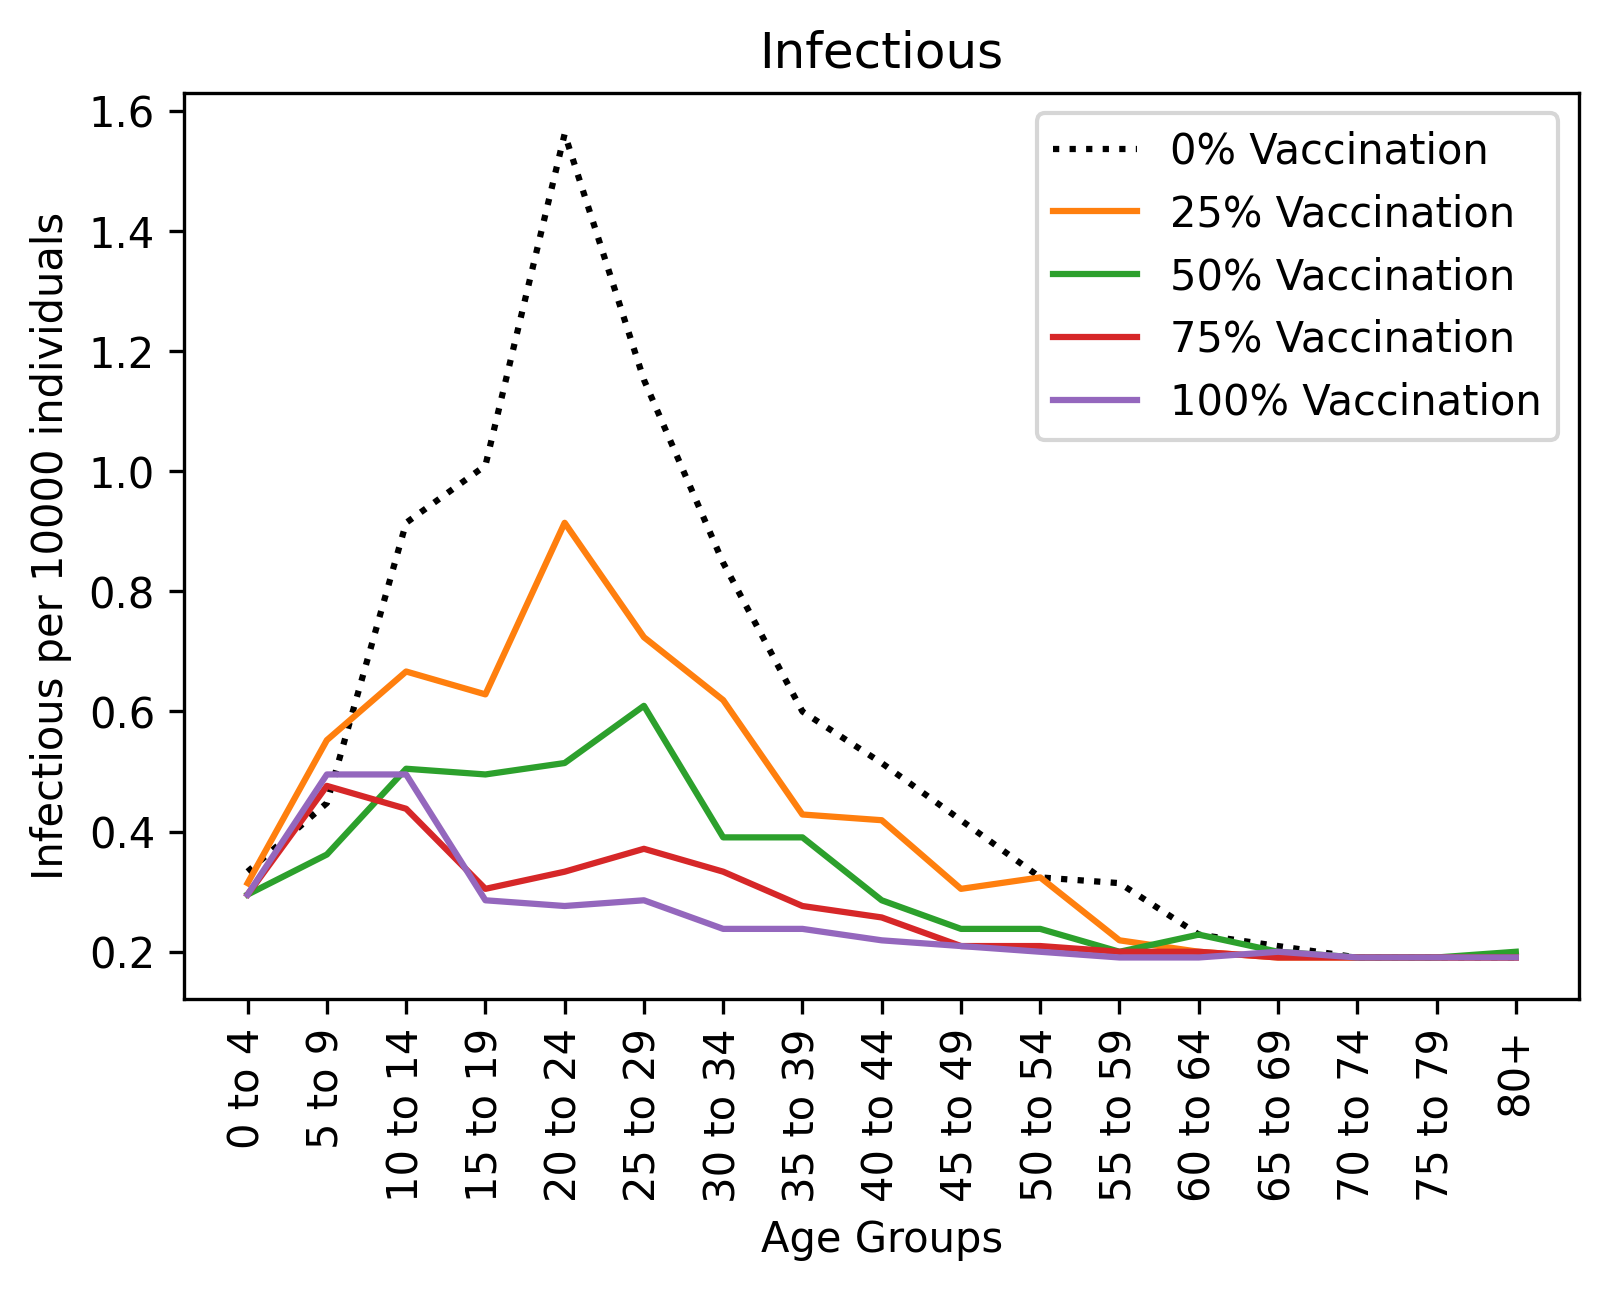 Infectious
Infectious per 10000 individuals
1.6
1.4
1.2
1.0
0.8
0.6
0.4
0.2
0% Vaccination
25% Vaccination
50% Vaccination
75% Vaccination
100% Vaccination
0 to 4
5 to 9
10 to 14
15 to 19
20 to 24
25 to 29
30 to 34
35 to 39
40 to 44
45 to 49
50 to 54
55 to 59
60 to 64
65 to 69
70 to 74
75 to 79
80+
Age Groups